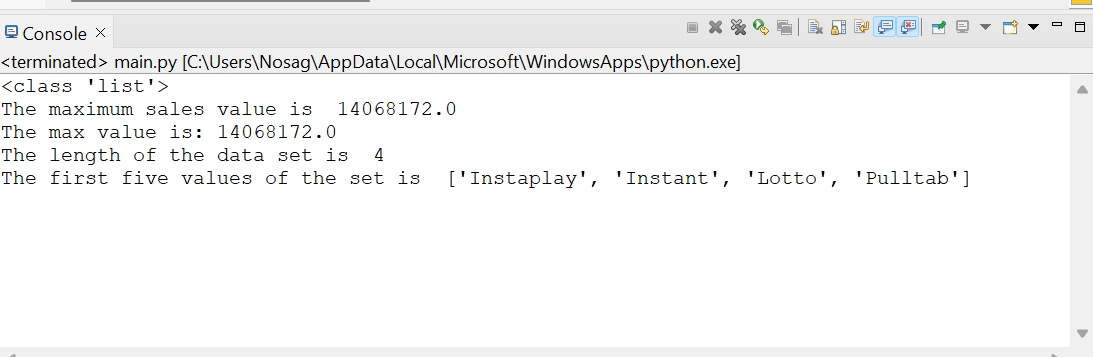 Console
<terminated> main.py [C:\Users\Nosag\AppData\Local\Microsoft\WindowsApps\python.exe]
<class 'list'>
The maximum sales value is  14068172.0
The max value is: 14068172.0
The length of the data set is  4
The first five values of the set is  ['Instaplay', 'Instant', 'Lotto', 'Pulltab']